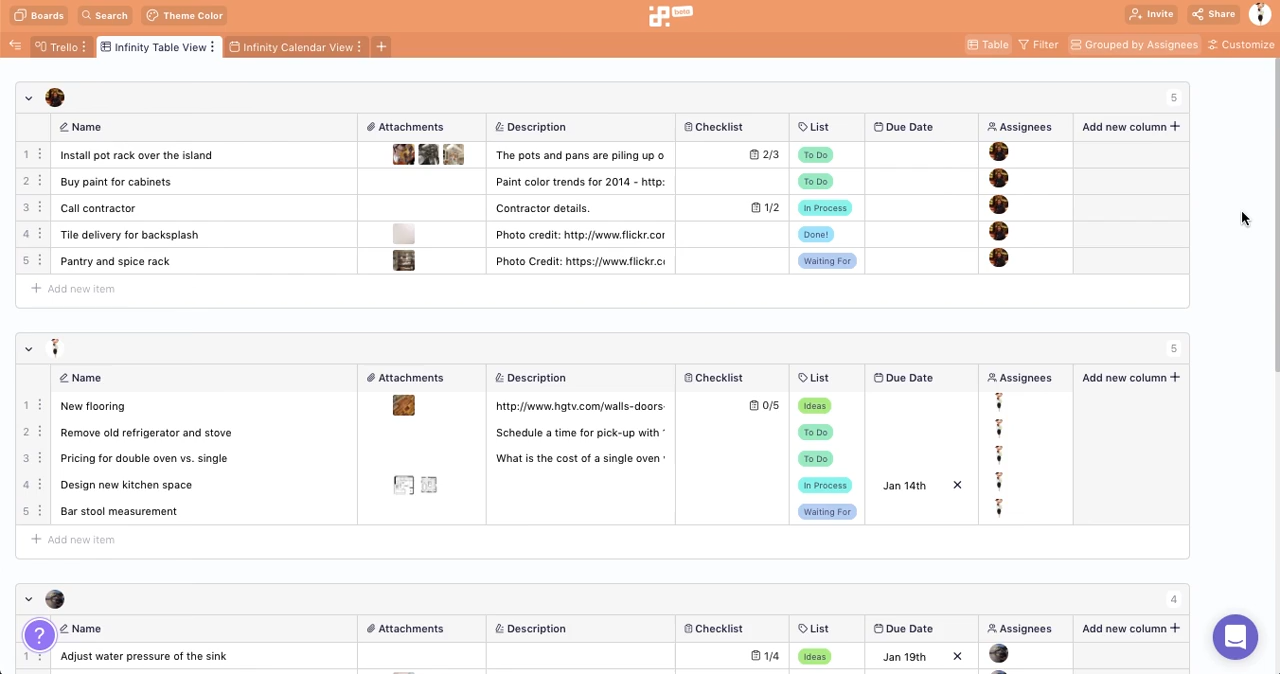 Boards Search Theme Color beta Invite Share
Trello Infinity Table View Infinity Calendar View + Table Filter Grouped by Assignees Customize
5
Name Attachments Description Checklist List Due Date Assignees Add new column +
1 Install pot rack over the island The pots and pans are piling up o 2/3 To Do
2 Buy paint for cabinets Paint color trends for 2014 - http: To Do
3 Call contractor Contractor details. 1/2 In Process
4 Tile delivery for backsplash Photo credit: http://www.flickr.cor Done!
5 Pantry and spice rack Photo Credit: https://www.flickr.c Waiting For
+ Add new item
5
Name Attachments Description Checklist List Due Date Assignees Add new column +
1 New flooring http://www.hgtv.com/walls-doors- 0/5 Ideas
2 Remove old refrigerator and stove Schedule a time for pick-up with To Do
3 Pricing for double oven vs. single What is the cost of a single oven To Do
4 Design new kitchen space In Process Jan 14th ×
5 Bar stool measurement Waiting For
+ Add new item
4
Name Attachments Description Checklist List Due Date Assignees Add new column +
1 Adjust water pressure of the sink 1/4 Ideas Jan 19th ×
?